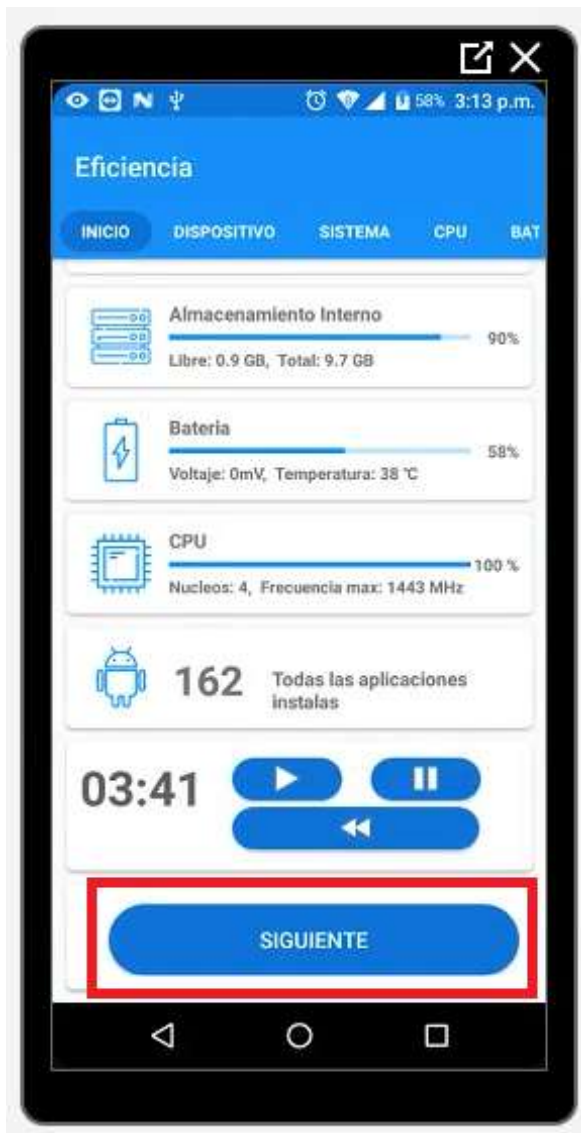 58% 3:13 p.m.
Eficiencia
INICIO DISPOSITIVO SISTEMA CPU BAT
Almacenamiento Interno
90%
Libre: 0.9 GB, Total: 9.7 GB
Bateria
58%
Voltaje: 0mV, Temperatura: 38 °C
CPU
100 %
Nucleos: 4, Frecuencia max: 1443 MHz
162 Todas las aplicaciones
instalas
03:41
SIGUIENTE